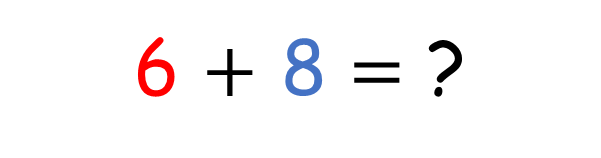 6 + 8 = ?